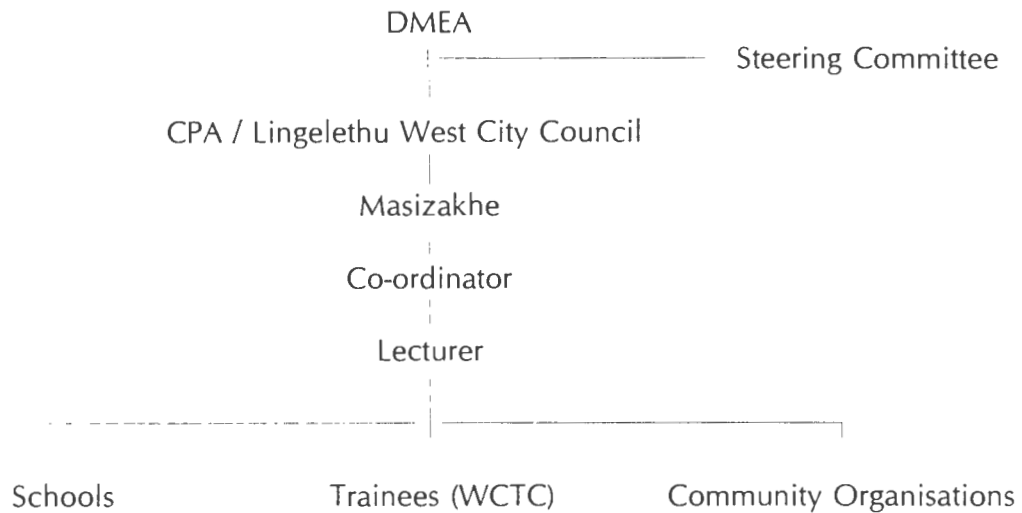 DMEA
Steering Committee
CPA / Lingelethu West City Council
Masizakhe
Co-ordinator
Lecturer
Schools
Trainees (WCTC)
Community Organisations